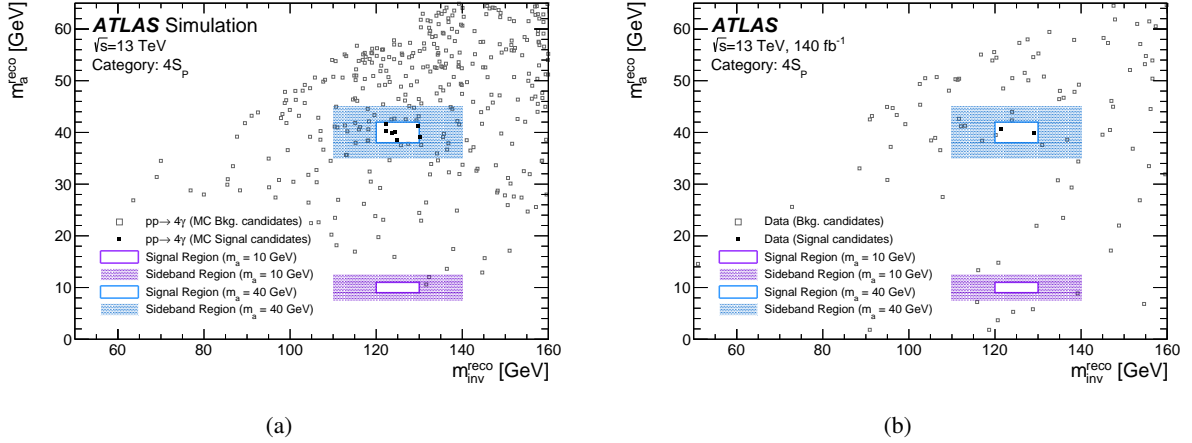 m_a^reco [GeV]
60
50
40
30
20
10
0
ATLAS Simulation
√s=13 TeV
Category: 4S_P
pp→ 4γ (MC Bkg. candidates)
pp→ 4γ (MC Signal candidates)
Signal Region (m_a = 10 GeV)
Sideband Region (m_a = 10 GeV)
Signal Region (m_a = 40 GeV)
Sideband Region (m_a = 40 GeV)
60 80 100 120 140 160
m_inv^reco [GeV]
(a)
m_a^reco [GeV]
60
50
40
30
20
10
0
ATLAS
√s=13 TeV, 140 fb⁻¹
Category: 4S_P
Data (Bkg. candidates)
Data (Signal candidates)
Signal Region (m_a = 10 GeV)
Sideband Region (m_a = 10 GeV)
Signal Region (m_a = 40 GeV)
Sideband Region (m_a = 40 GeV)
60 80 100 120 140 160
m_inv^reco [GeV]
(b)